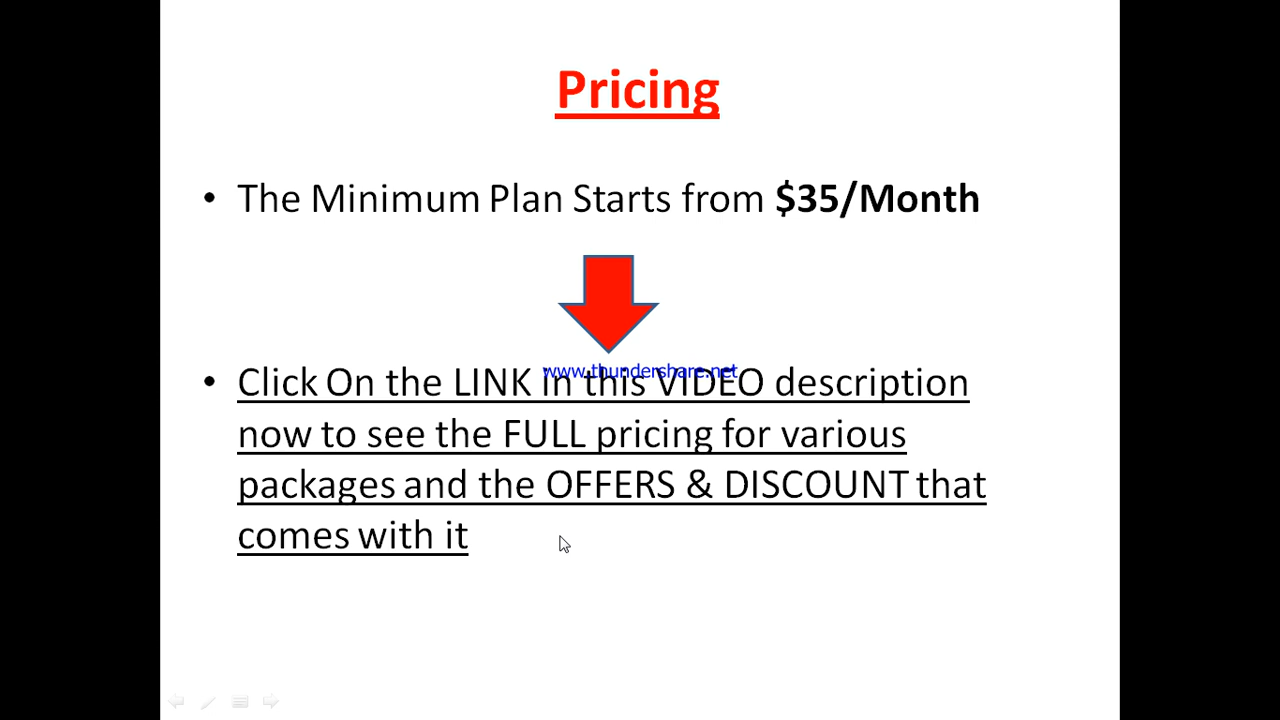 Pricing
• The Minimum Plan Starts from $35/Month
www.thundershare.net
• Click On the LINK in this VIDEO description
now to see the FULL pricing for various
packages and the OFFERS & DISCOUNT that
comes with it